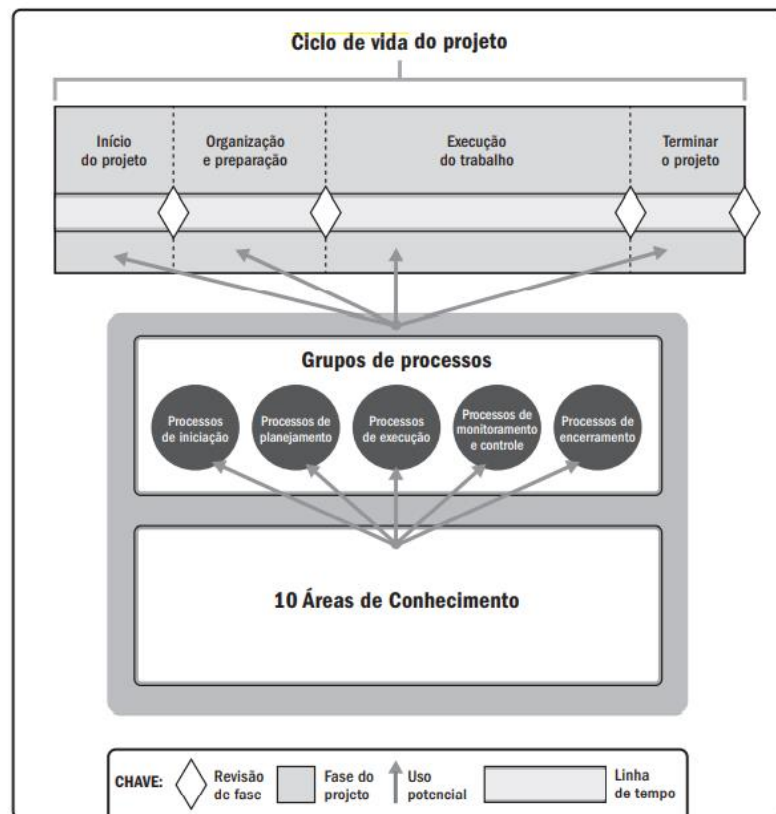 Ciclo de vida do projeto
Início
do projeto
Organização
e preparação
Execução
do trabalho
Terminar
o projeto
Grupos de processos
Processos
de iniciação
Processos de
planejamento
Processos
de execução
Processos de
monitoramento
e controle
Processos de
encerramento
10 Áreas de Conhecimento
CHAVE:
Revisão
de fase
Fase do
projeto
Uso
potencial
Linha
de tempo